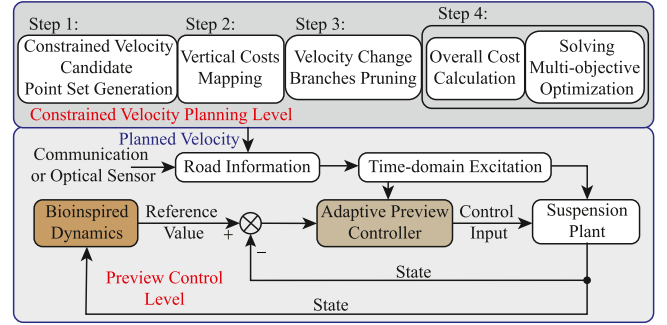 Step 1:
Step 2:
Step 3:
Step 4:
Constrained Velocity
Candidate
Point Set Generation
Vertical Costs
Mapping
Velocity Change
Branches Pruning
Overall Cost
Calculation
Solving
Multi-objective
Optimization
Constrained Velocity Planning Level
Planned Velocity
Communication
or Optical Sensor
Road Information
Time-domain Excitation
Bioinspired
Dynamics
Reference
Value
+
−
Adaptive Preview
Controller
Control
Input
Suspension
Plant
State
Preview Control
Level
State